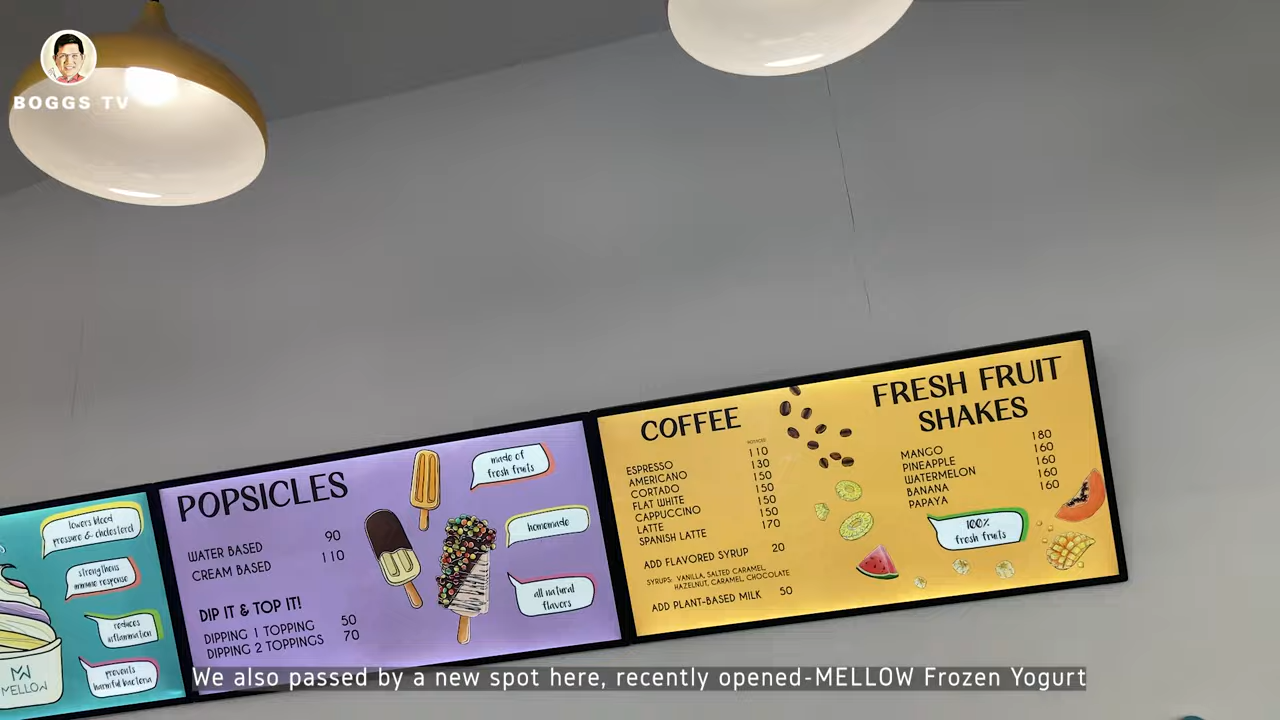 BOGGS TV
lowers blood
pressure & cholesterol
strengthens
immune response
reduces
inflammation
prevents
harmful bacteria
MELLOW
POPSICLES
WATER BASED 90
CREAM BASED 110
DIP IT & TOP IT!
DIPPING 1 TOPPING 50
DIPPING 2 TOPPINGS 70
made of
fresh fruits
homemade
all natural
flavors
COFFEE
ESPRESSO 110
AMERICANO 130
CORTADO 150
FLAT WHITE 150
CAPPUCCINO 150
LATTE 150
SPANISH LATTE 170
ADD FLAVORED SYRUP 20
SYRUPS: VANILLA, SALTED CARAMEL,
HAZELNUT, CARAMEL, CHOCOLATE
ADD PLANT-BASED MILK 50
FRESH FRUIT
SHAKES
MANGO 180
PINEAPPLE 160
WATERMELON 160
BANANA 160
PAPAYA 160
100%
fresh fruits
We also passed by a new spot here, recently opened-MELLOW Frozen Yogurt